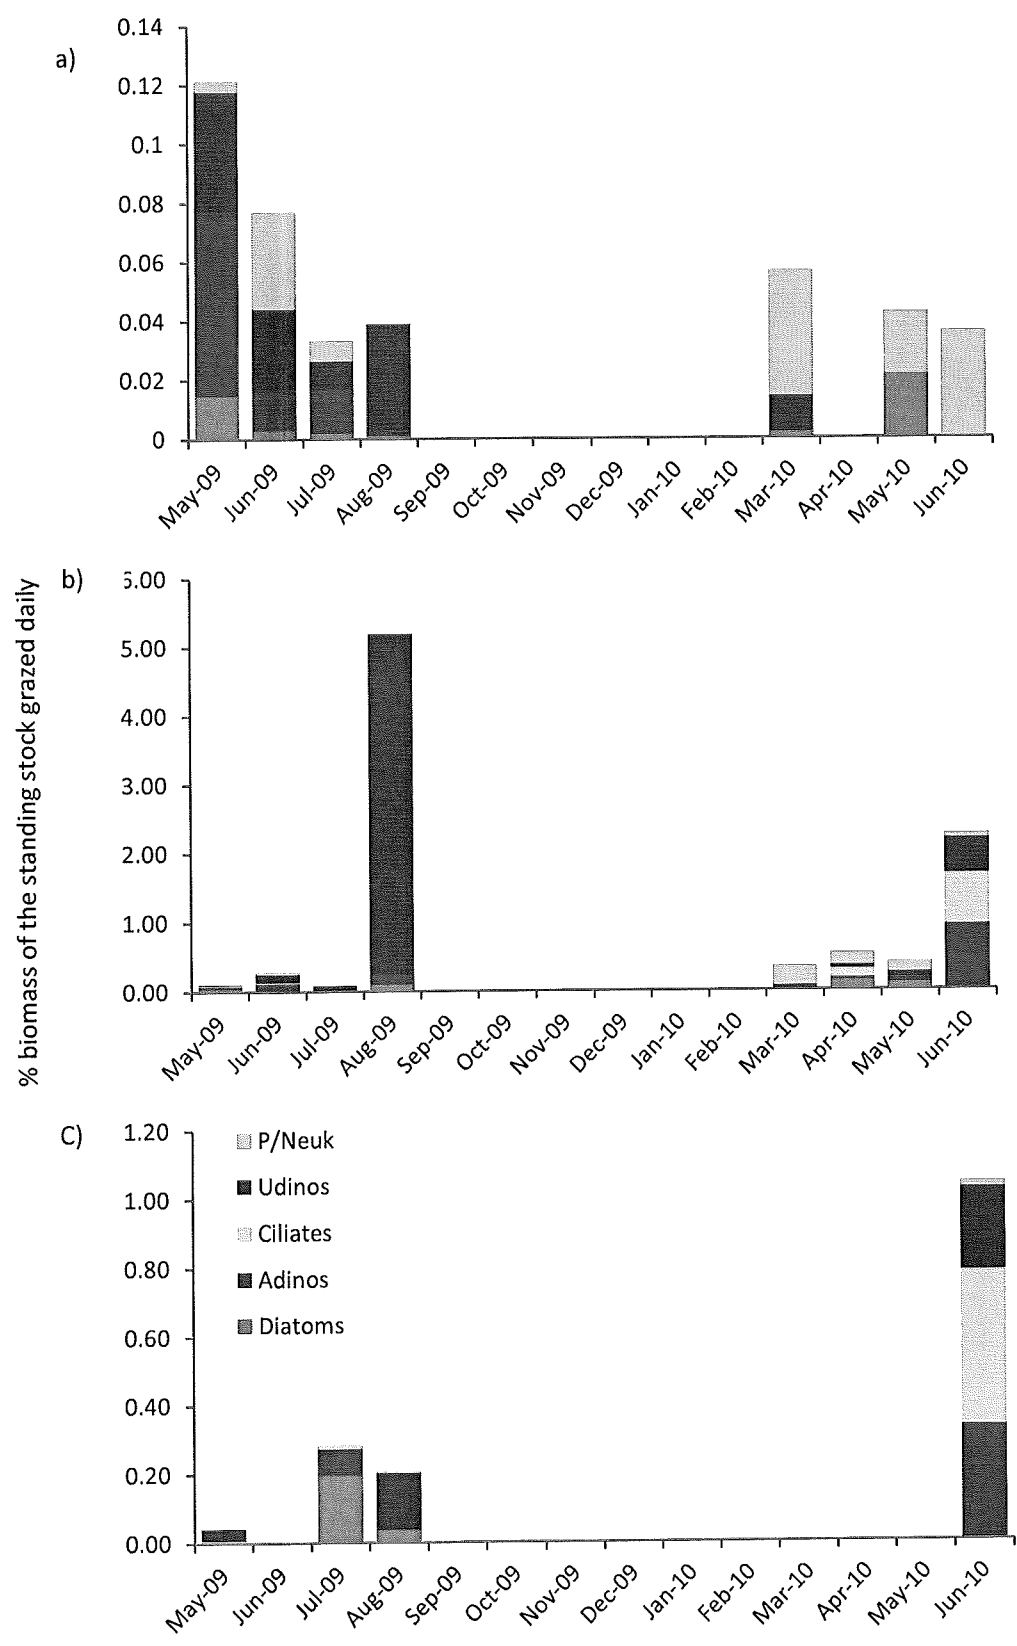 a)
0.14
0.12
0.1
0.08
0.06
0.04
0.02
0
May-09 Jun-09 Jul-09 Aug-09 Sep-09 Oct-09 Nov-09 Dec-09 Jan-10 Feb-10 Mar-10 Apr-10 May-10 Jun-10
% biomass of the standing stock grazed daily
b)
6.00
5.00
4.00
3.00
2.00
1.00
0.00
May-09 Jun-09 Jul-09 Aug-09 Sep-09 Oct-09 Nov-09 Dec-09 Jan-10 Feb-10 Mar-10 Apr-10 May-10 Jun-10
C)
1.20
1.00
0.80
0.60
0.40
0.20
0.00
P/Neuk
Udinos
Ciliates
Adinos
Diatoms
May-09 Jun-09 Jul-09 Aug-09 Sep-09 Oct-09 Nov-09 Dec-09 Jan-10 Feb-10 Mar-10 Apr-10 May-10 Jun-10